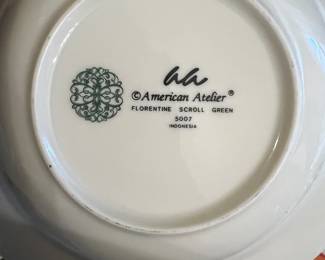 aa
©American Atelier®
FLORENTINE SCROLL GREEN
5007
INDONESIA